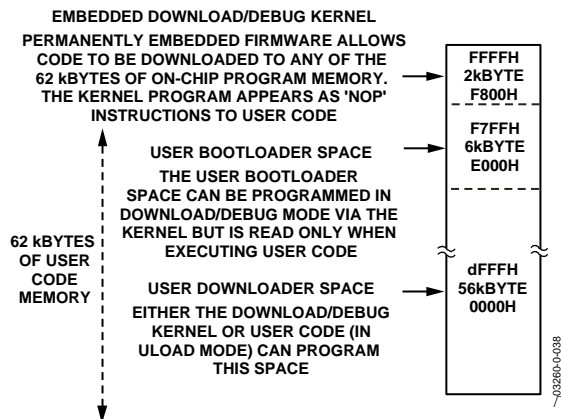 EMBEDDED DOWNLOAD/DEBUG KERNEL
PERMANENTLY EMBEDDED FIRMWARE ALLOWS
CODE TO BE DOWNLOADED TO ANY OF THE
62 kBYTES OF ON-CHIP PROGRAM MEMORY.
THE KERNEL PROGRAM APPEARS AS 'NOP'
INSTRUCTIONS TO USER CODE
FFFFH
2kBYTE
F800H
USER BOOTLOADER SPACE
THE USER BOOTLOADER
SPACE CAN BE PROGRAMMED IN
DOWNLOAD/DEBUG MODE VIA THE
KERNEL BUT IS READ ONLY WHEN
EXECUTING USER CODE
F7FFH
6kBYTE
E000H
62 kBYTES
OF USER
CODE
MEMORY
USER DOWNLOADER SPACE
EITHER THE DOWNLOAD/DEBUG
KERNEL OR USER CODE (IN
ULOAD MODE) CAN PROGRAM
THIS SPACE
dFFFH
56kBYTE
0000H
03260-0-038